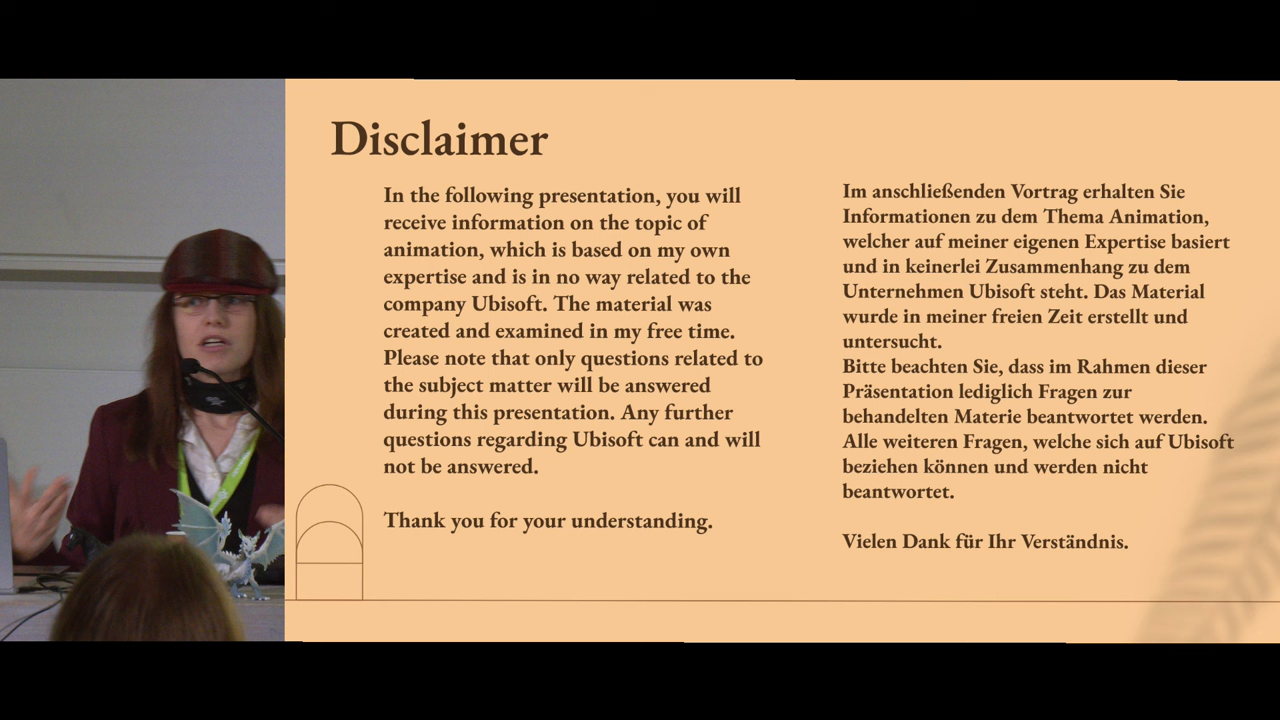 Disclaimer
In the following presentation, you will
receive information on the topic of
animation, which is based on my own
expertise and is in no way related to the
company Ubisoft. The material was
created and examined in my free time.
Please note that only questions related to
the subject matter will be answered
during this presentation. Any further
questions regarding Ubisoft can and will
not be answered.
Thank you for your understanding.
Im anschließenden Vortrag erhalten Sie
Informationen zu dem Thema Animation,
welcher auf meiner eigenen Expertise basiert
und in keinerlei Zusammenhang zu dem
Unternehmen Ubisoft steht. Das Material
wurde in meiner freien Zeit erstellt und
untersucht.
Bitte beachten Sie, dass im Rahmen dieser
Präsentation lediglich Fragen zur
behandelten Materie beantwortet werden.
Alle weiteren Fragen, welche sich auf Ubisoft
beziehen können und werden nicht
beantwortet.
Vielen Dank für Ihr Verständnis.